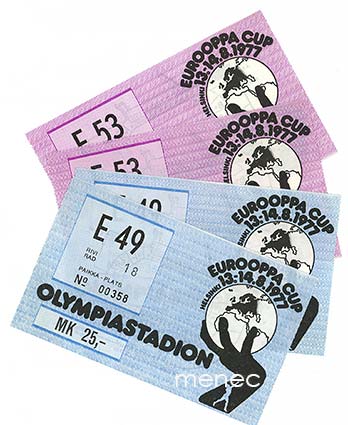 EUROOPPA CUP
HELSINKI 13.-14.8.1977
E 53
EUROOPPA CUP
HELSINKI 13.-14.8.1977
E 53
EUROOPPA CUP
HELSINKI 13.-14.8.1977
E 49
EUROOPPA CUP
HELSINKI 13.-14.8.1977
E 49
RIVI
RAD
18
PAIKKA - PLATS
№ 00358
OLYMPIASTADION
MK 25,-
menec